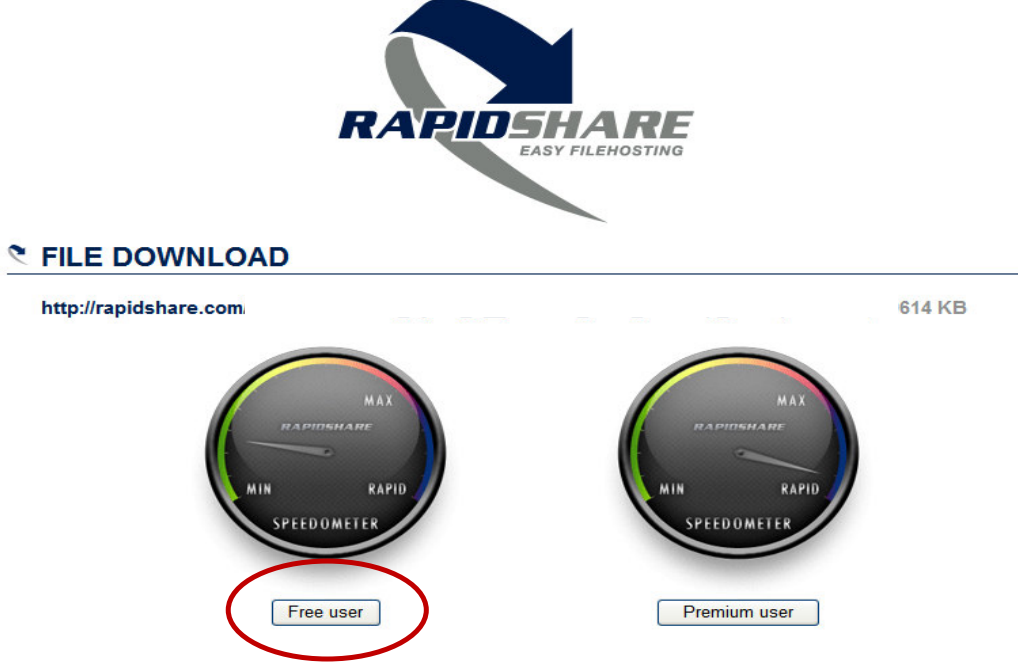 RAPIDSHARE
EASY FILEHOSTING
FILE DOWNLOAD
http://rapidshare.com/
614 KB
MAX
RAPIDSHARE
MIN
RAPID
SPEEDOMETER
MAX
RAPIDSHARE
MIN
RAPID
SPEEDOMETER
Free user
Premium user